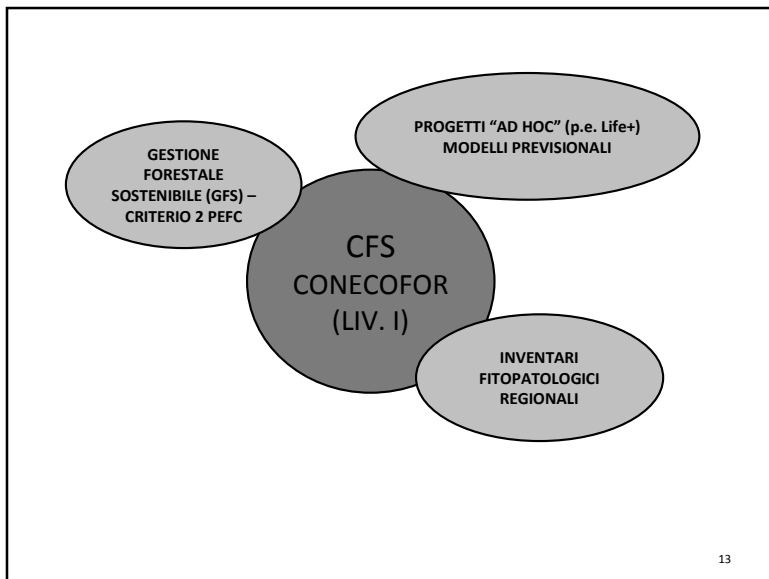 PROGETTI “AD HOC” (p.e. Life+)
MODELLI PREVISIONALI
GESTIONE
FORESTALE
SOSTENIBILE (GFS) –
CRITERIO 2 PEFC
CFS
CONECOFOR
(LIV. I)
INVENTARI
FITOPATOLOGICI
REGIONALI
13